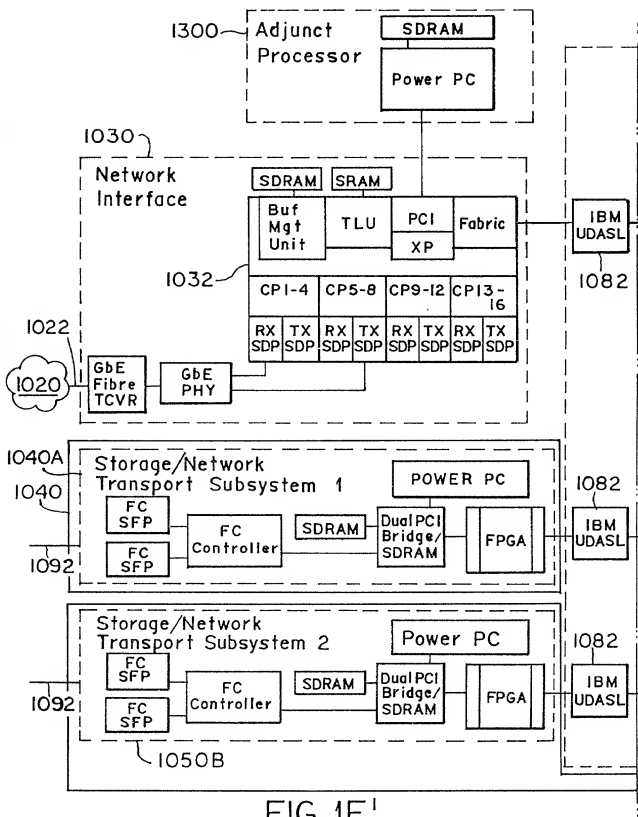 1300
Adjunct
Processor
SDRAM
Power PC
1030
Network
Interface
SDRAM
SRAM
Buf
Mgt
Unit
TLU
PCI
XP
Fabric
IBM
UDASL
1082
1032
CP1-4
CP5-8
CP9-12
CP13-
16
RX
SDP
TX
SDP
RX
SDP
TX
SDP
RX
SDP
TX
SDP
RX
SDP
TX
SDP
1022
1020
GbE
Fibre
TCVR
GbE
PHY
1040A
1040
1092
Storage/Network
Transport Subsystem 1
FC
SFP
FC
SFP
FC
Controller
SDRAM
POWER PC
Dual PCI
Bridge/
SDRAM
FPGA
1082
IBM
UDASL
Storage/Network
Transport Subsystem 2
1092
FC
SFP
FC
SFP
FC
Controller
SDRAM
Power PC
Dual PCI
Bridge/
SDRAM
FPGA
1082
IBM
UDASL
1050B
FIG. 1E'